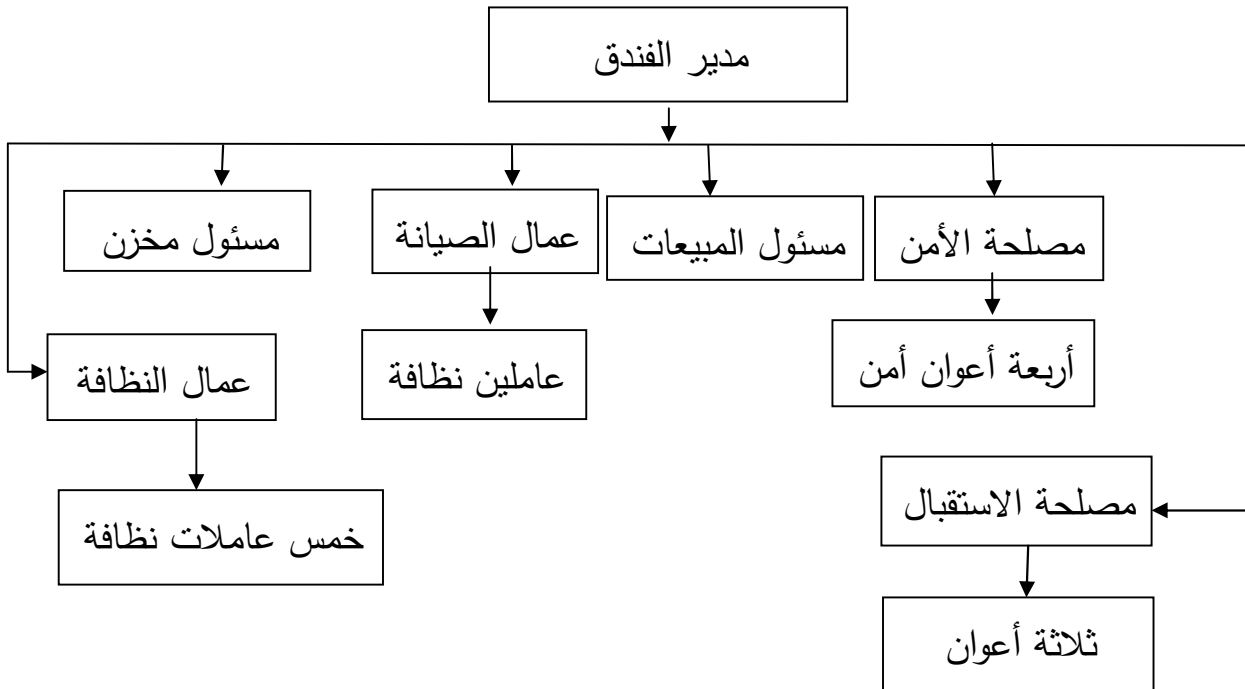 مدير الفندق
مصلحة الأمن
مسئول المبيعات
عمال الصيانة
مسئول مخزن
أربعة أعوان أمن
عاملين نظافة
عمال النظافة
مصلحة الاستقبال
خمس عاملات نظافة
ثلاثة أعوان